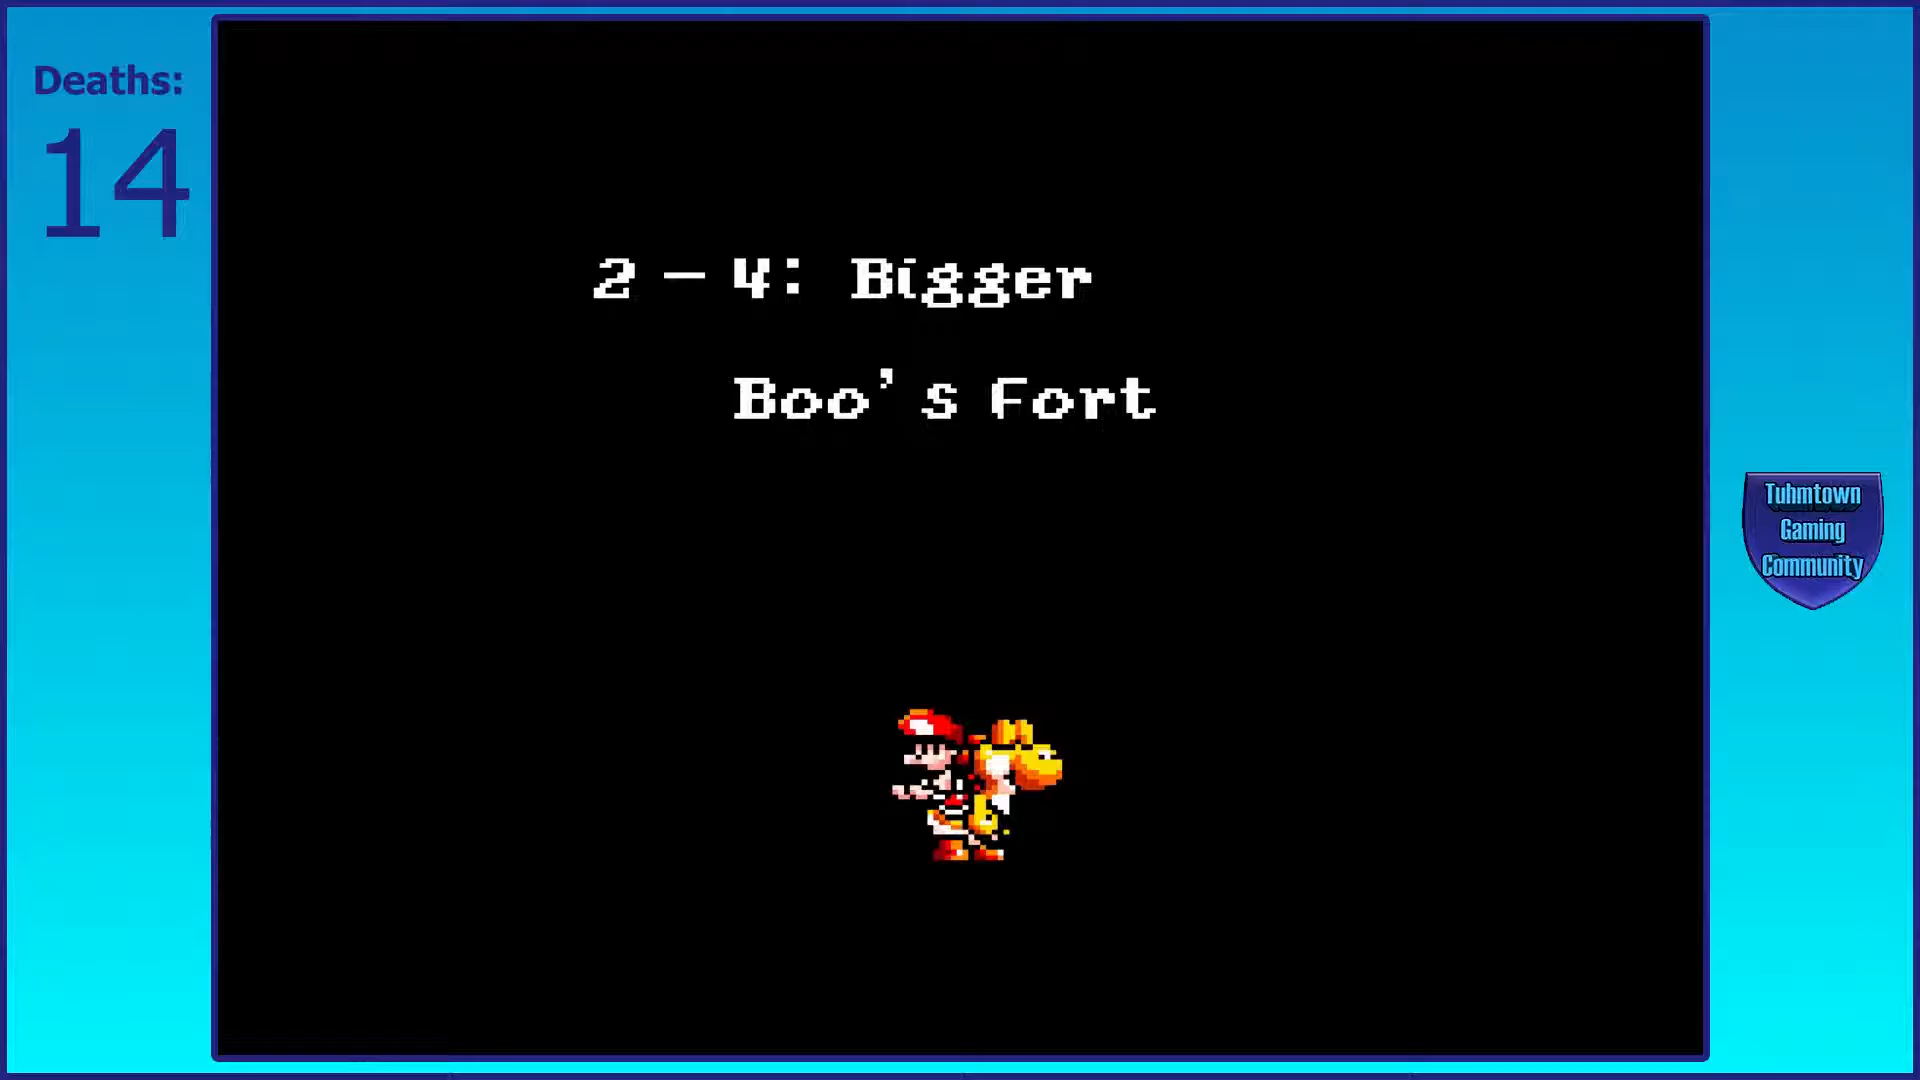 Deaths:
14
2 - 4: Bigger
Boo's Fort
Tuhmtown
Gaming
Community